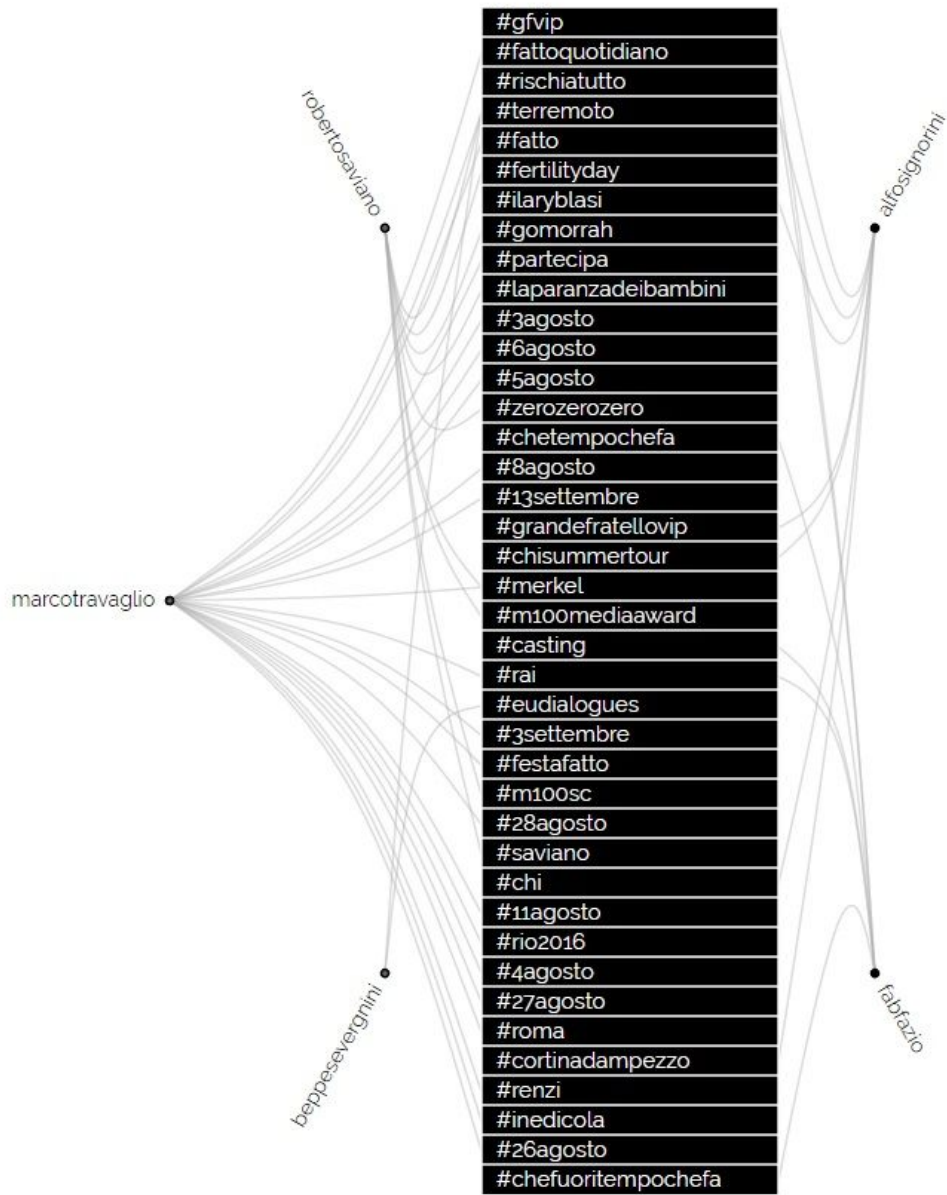 #gfvip
#fattoquotidiano
#rischiatutto
#terremoto
#fatto
#fertilityday
#ilaryblasi
#gomorrah
#partecipa
#laparanzadeibambini
#3agosto
#6agosto
#5agosto
#zerozerozero
#chetempochefa
#8agosto
#13settembre
#grandefratellovip
#chisummertour
#merkel
#m100mediaaward
#casting
#rai
#eudialogues
#3settembre
#festafatto
#m100sc
#28agosto
#saviano
#chi
#11agosto
#rio2016
#4agosto
#27agosto
#roma
#cortinadampezzo
#renzi
#inedicola
#26agosto
#chefuoritempochefa
robertosaviano
marcotravaglio
beppesevergnini
alfosignorini
fabfazio